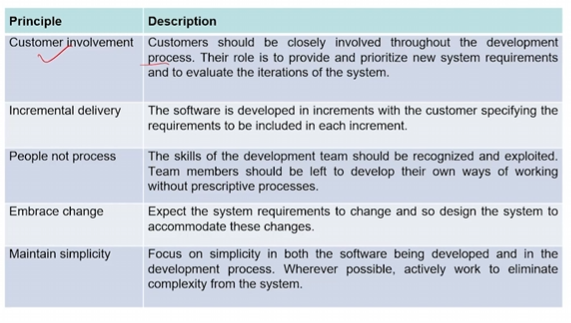 Principle Description
Customer involvement Customers should be closely involved throughout the development
process. Their role is to provide and prioritize new system requirements
and to evaluate the iterations of the system.
Incremental delivery The software is developed in increments with the customer specifying the
requirements to be included in each increment.
People not process The skills of the development team should be recognized and exploited.
Team members should be left to develop their own ways of working
without prescriptive processes.
Embrace change Expect the system requirements to change and so design the system to
accommodate these changes.
Maintain simplicity Focus on simplicity in both the software being developed and in the
development process. Wherever possible, actively work to eliminate
complexity from the system.